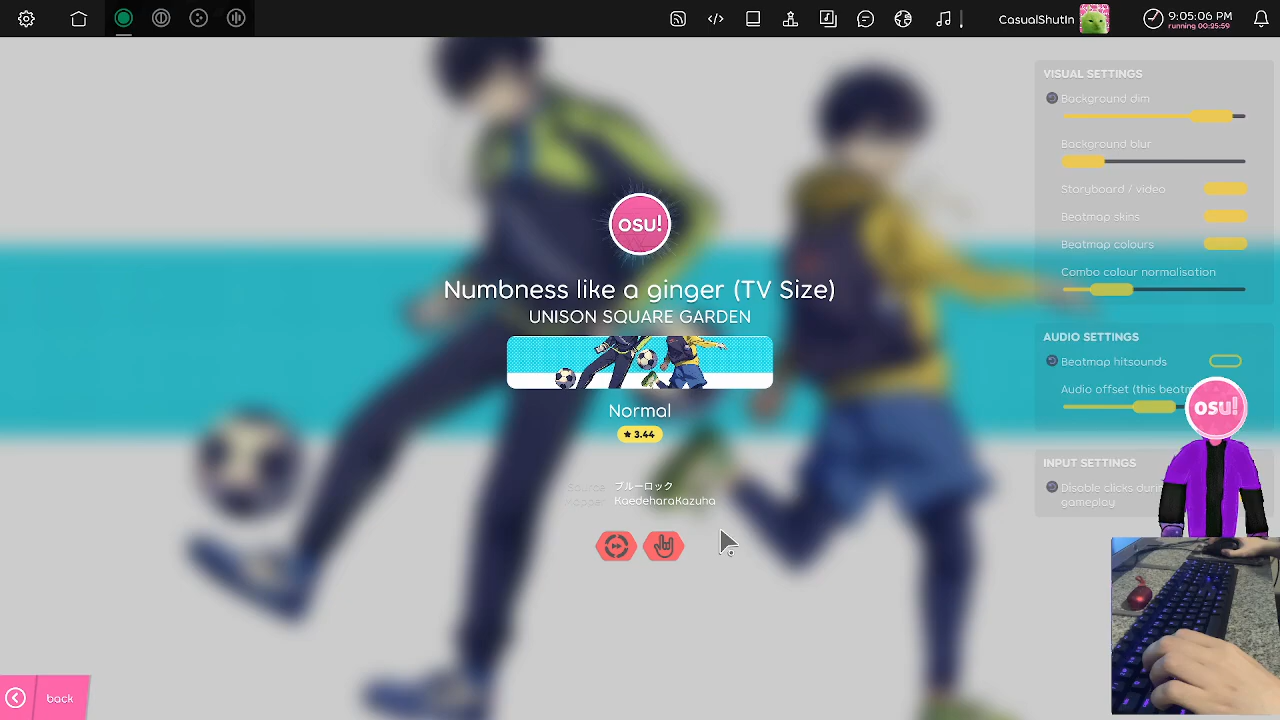 CasualShutIn
9:05:06 PM
running 00:25:59
VISUAL SETTINGS
Background dim
Background blur
Storyboard / video
Beatmap skins
Beatmap colours
Combo colour normalisation
osu!
Numbness like a ginger (TV Size)
UNISON SQUARE GARDEN
Normal
3.44
Source ブルーロック
Mapper KaedeharaKazuha
AUDIO SETTINGS
Beatmap hitsounds
Audio offset (this beatm
osu!
INPUT SETTINGS
Disable clicks duri
gameplay
back